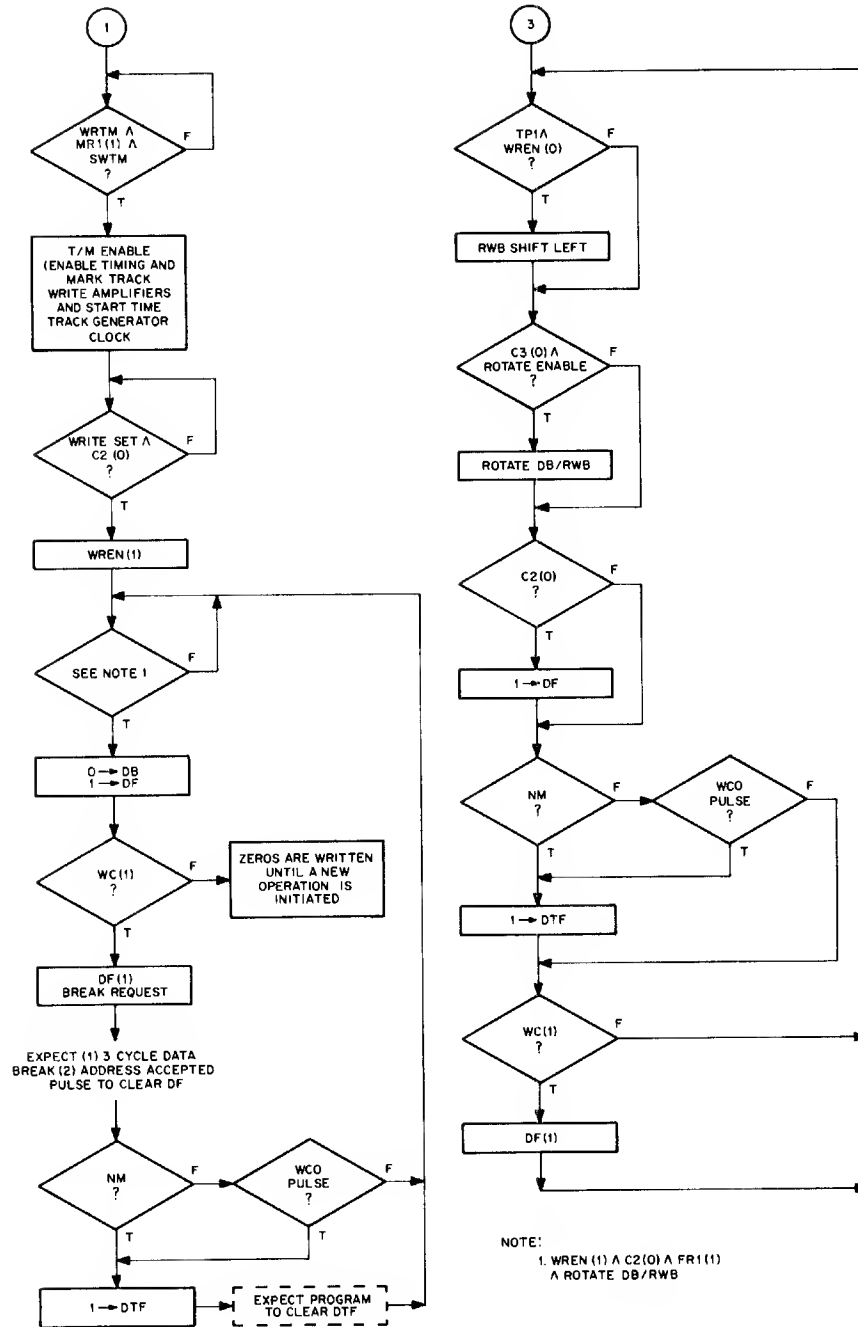 1
WRTM ∧
MR1(1) ∧
SWTM
?
F
T
T/M ENABLE
(ENABLE TIMING AND
MARK TRACK
WRITE AMPLIFIERS
AND START TIME
TRACK GENERATOR
CLOCK
WRITE SET ∧
C2(0)
?
F
T
WREN(1)
SEE NOTE 1
F
T
0→DB
1→DF
WC(1)
?
F
ZEROS ARE WRITTEN
UNTIL A NEW
OPERATION IS
INITIATED
T
DF(1)
BREAK REQUEST
EXPECT (1) 3 CYCLE DATA
BREAK (2) ADDRESS ACCEPTED
PULSE TO CLEAR DF
NM
?
F
T
WCO
PULSE
?
F
T
1→DTF
EXPECT PROGRAM
TO CLEAR DTF
3
TP1∧
WREN(0)
?
F
T
RWB SHIFT LEFT
C3(0)∧
ROTATE ENABLE
?
F
T
ROTATE DB/RWB
C2(0)
?
F
T
1→DF
NM
?
F
T
WCO
PULSE
?
F
T
1→DTF
WC(1)
?
F
T
DF(1)
NOTE:
1. WREN(1) ∧ C2(0) ∧ FR1(1)
∧ ROTATE DB/RWB